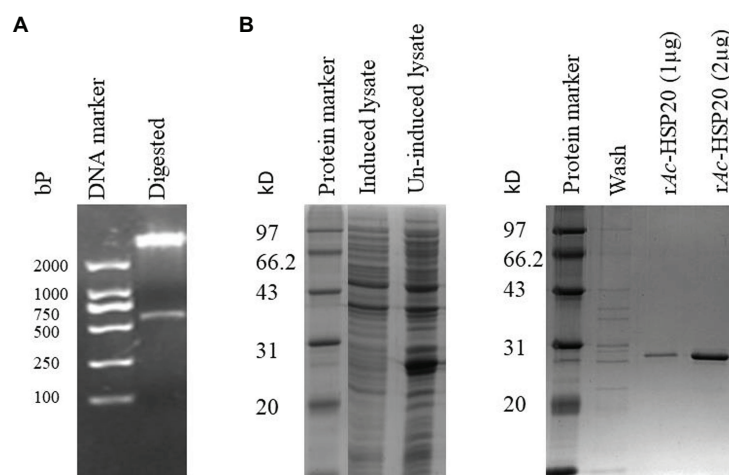 A
bP
DNA marker
Digested
2000
1000
750
500
250
100
B
kD
Protein marker
Induced lysate
Un-induced lysate
97
66.2
43
31
20
kD
Protein marker
Wash
rAc-HSP20 (1µg)
rAc-HSP20 (2µg)
97
66.2
43
31
20